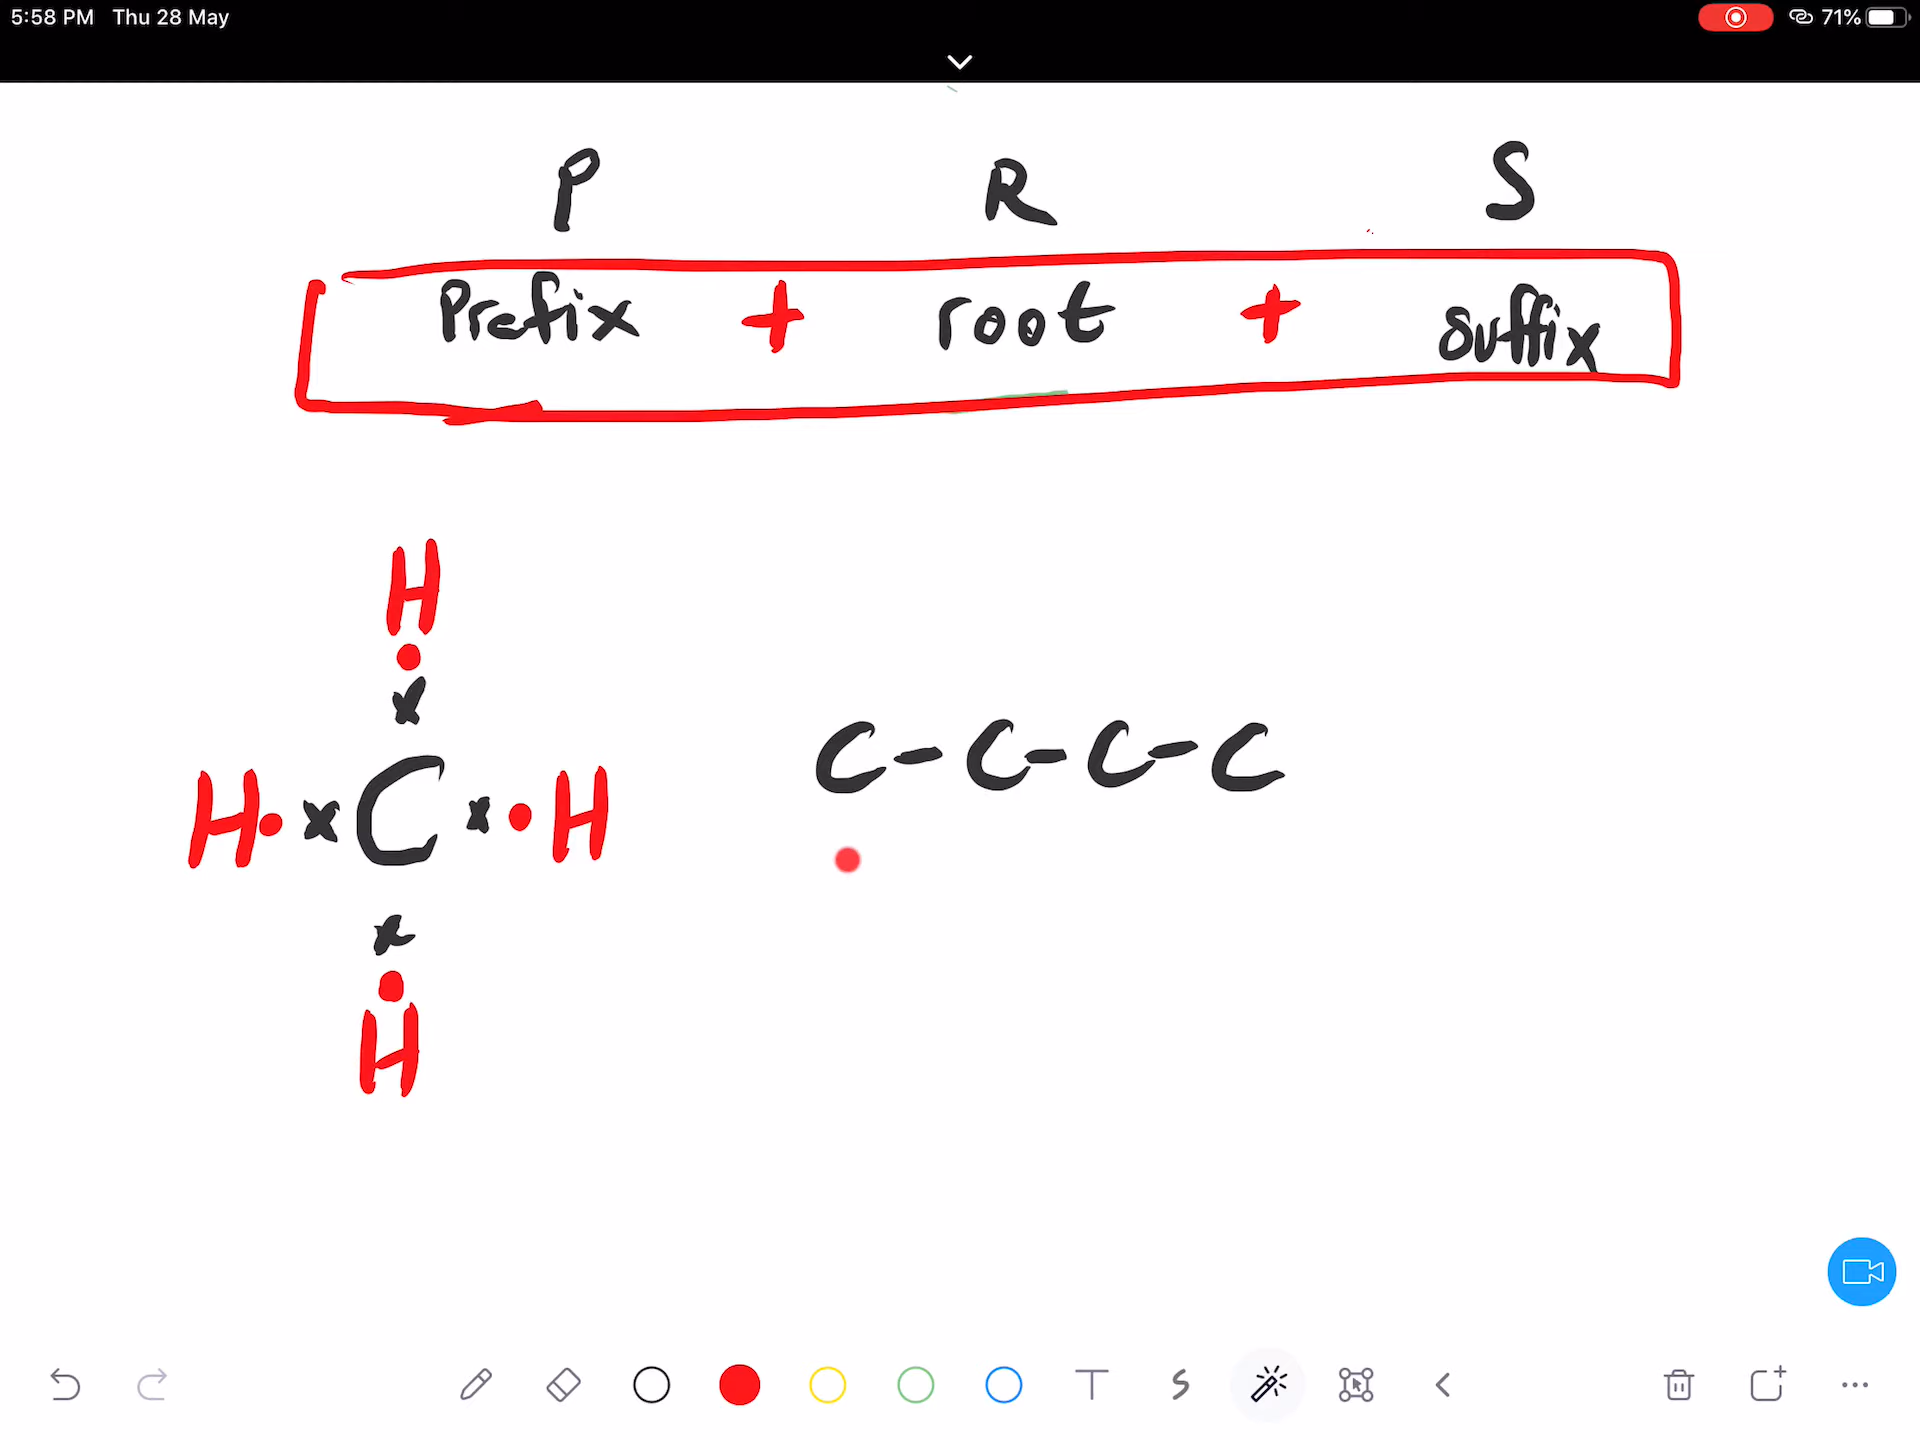 5:58 PM Thu 28 May 71%
P R S
Prefix + root + suffix
H
•
x
H • x C x • H
x
•
H
C - C - C - C
T